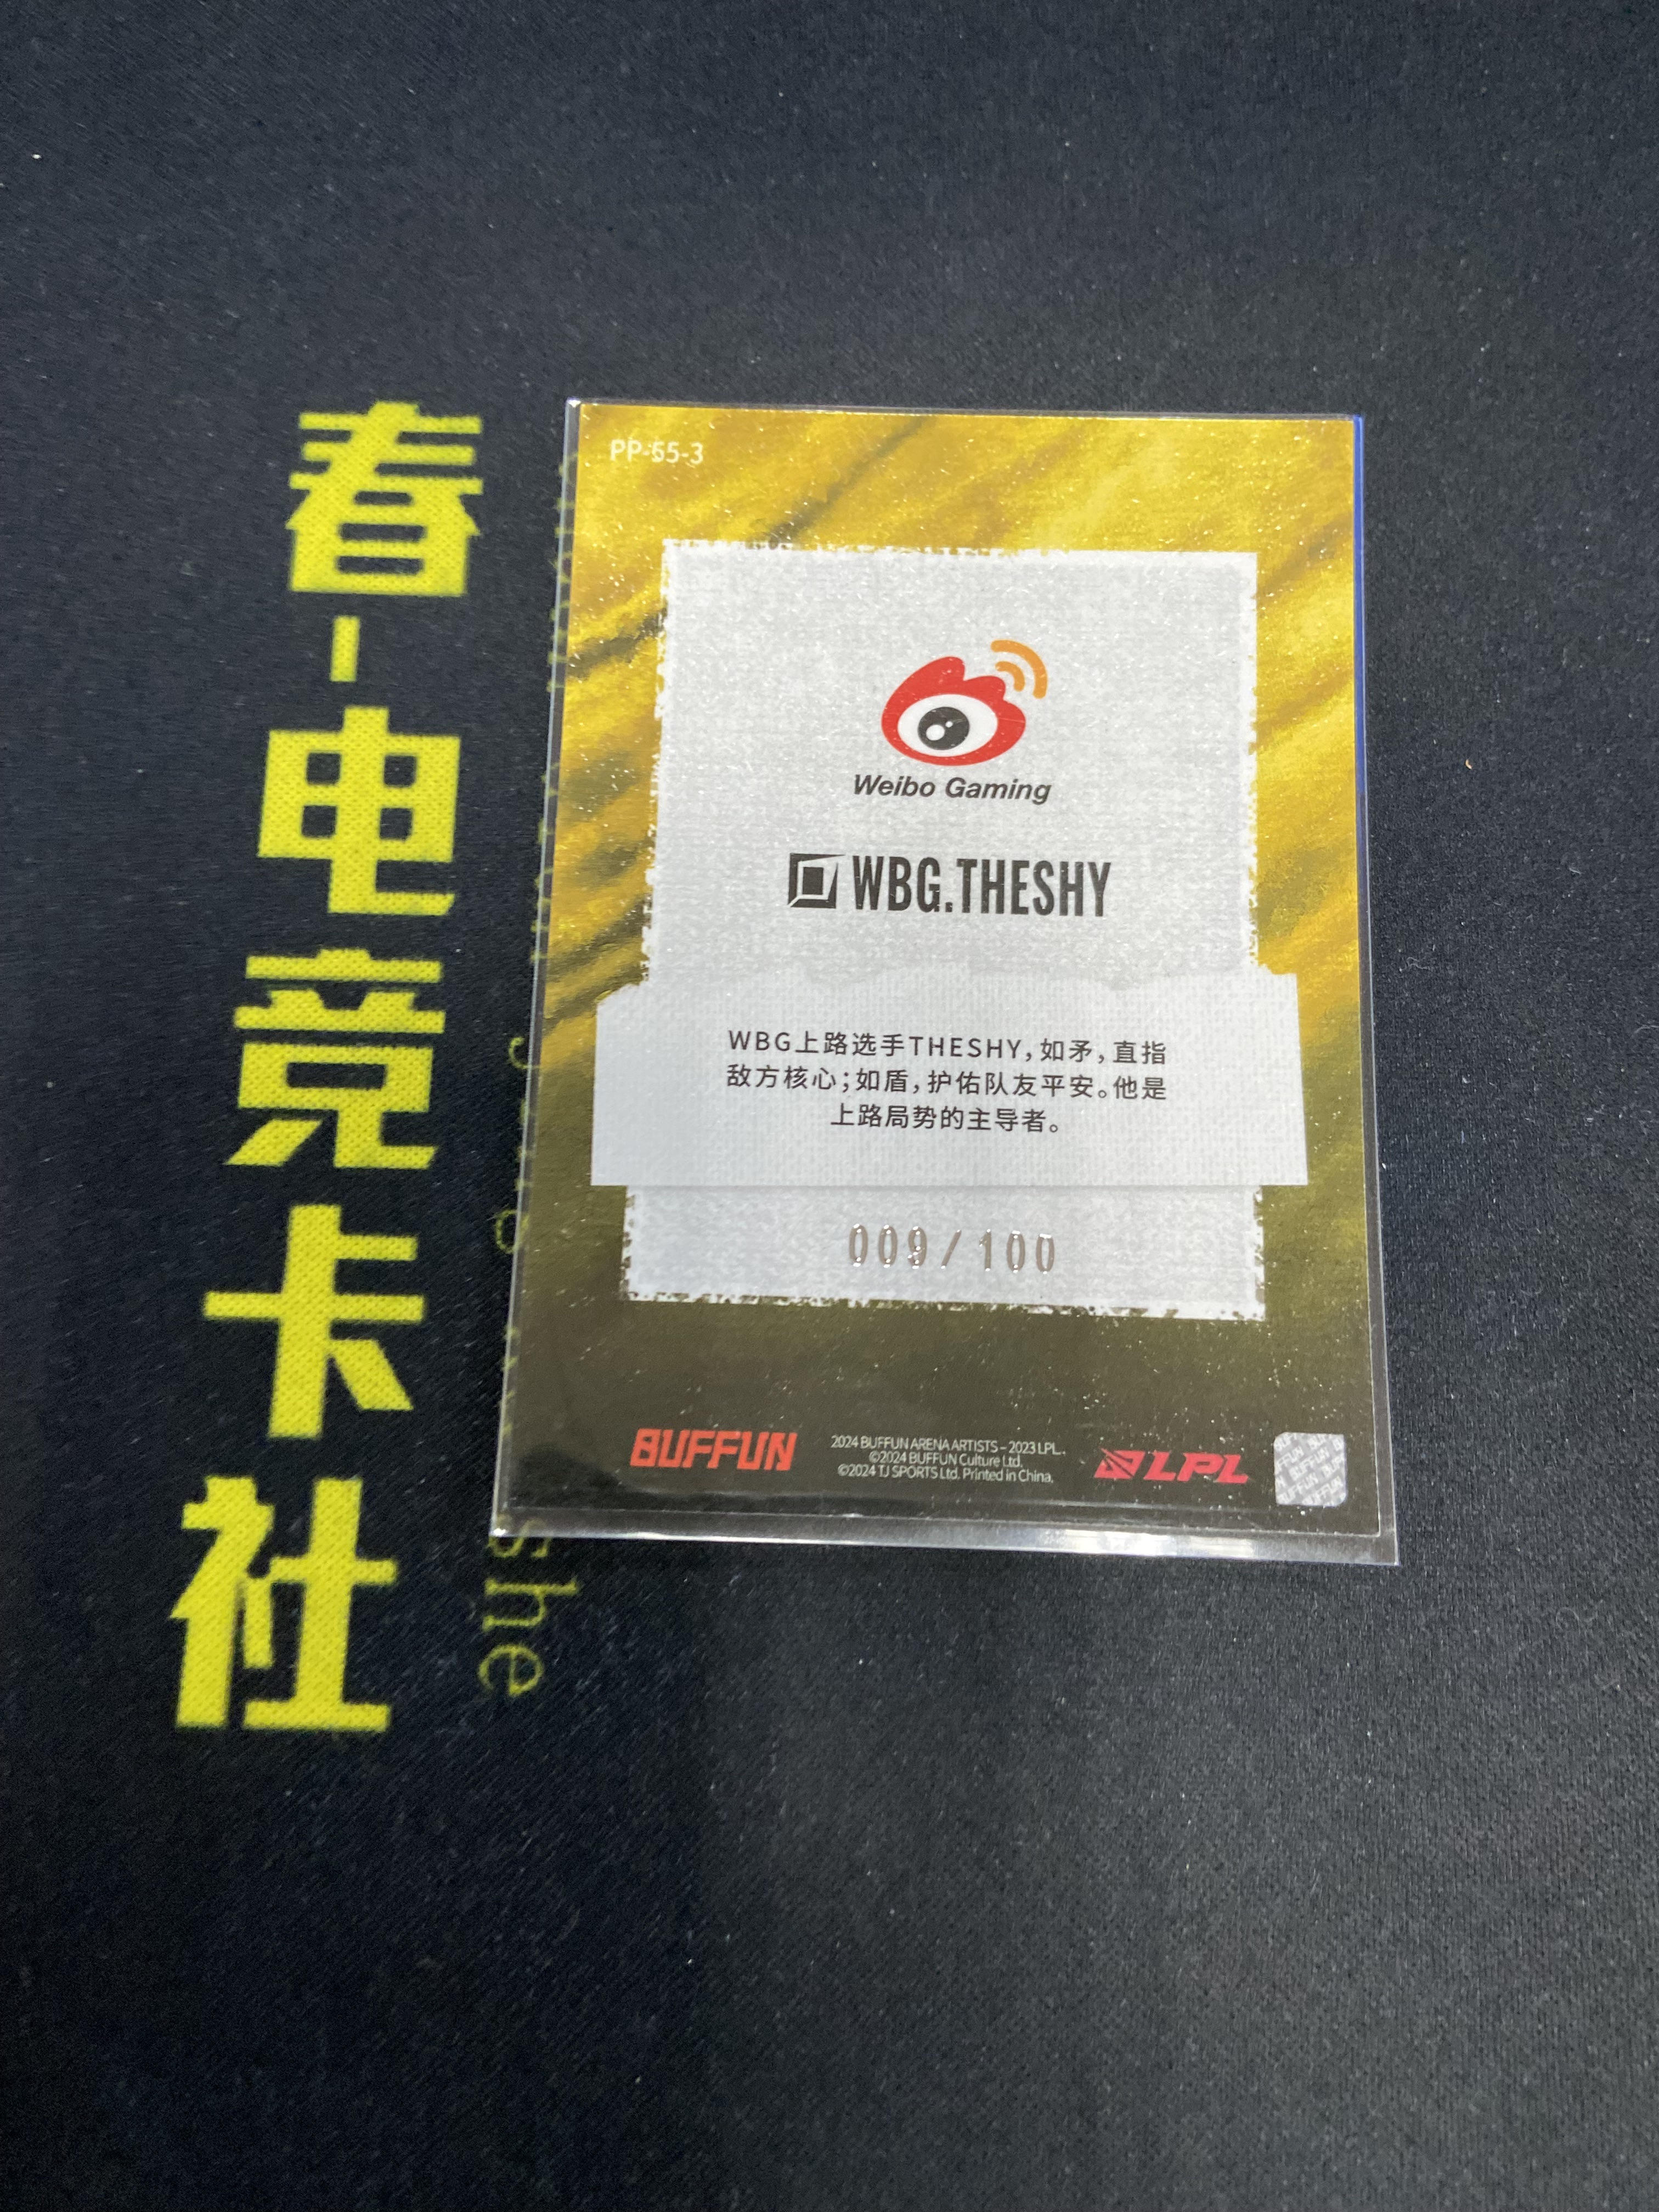 春-电竞卡社
she
PP-55-3
Weibo Gaming
WBG.THESHY
WBG上路选手THESHY，如矛，直指
敌方核心；如盾，护佑队友平安。他是
上路局势的主导者。
009/100
BUFFUN
2024 BUFFUN ARENA ARTISTS – 2023 LPL.
©2024 BUFFUN Culture Ltd.
©2024 TJ SPORTS Ltd. Printed in China.
LPL